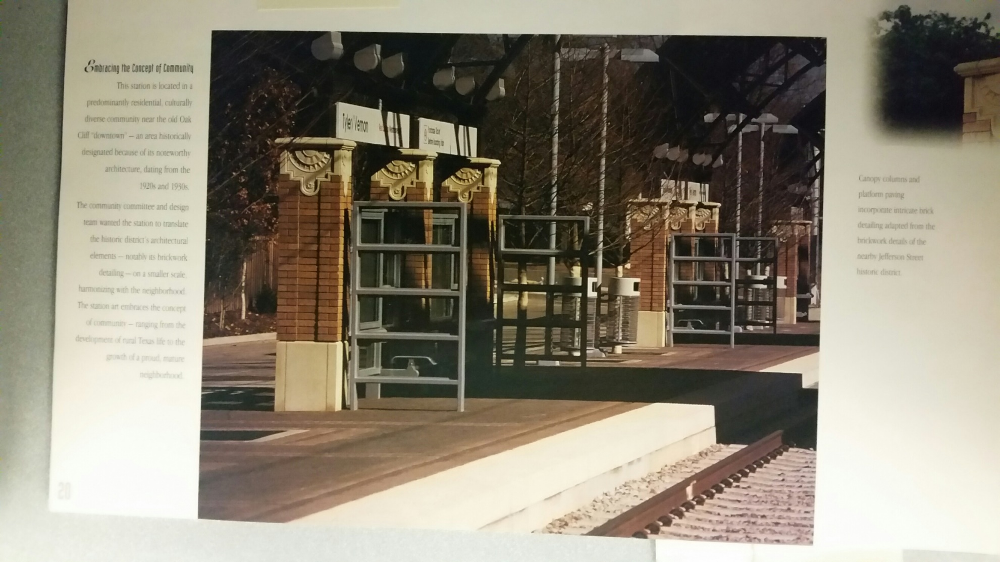 Embracing the Concept of Community
This station is located in a
predominantly residential, culturally
diverse community near the old Oak
Cliff "downtown" — an area historically
designated because of its noteworthy
architecture, dating from the
1920s and 1930s.
The community committee and design
team wanted the station to translate
the historic district's architectural
elements — notably its brickwork
detailing — on a smaller scale,
harmonizing with the neighborhood.
The station art embraces the concept
of community — ranging from the
development of rural Texas life to the
growth of a proud, mature
neighborhood.
20
Tyler/Vernon
Purchase Ticket
Before Boarding Train
Canopy columns and
platform paving
incorporate intricate brick
detailing adapted from the
brickwork details of the
nearby Jefferson Street
historic district.